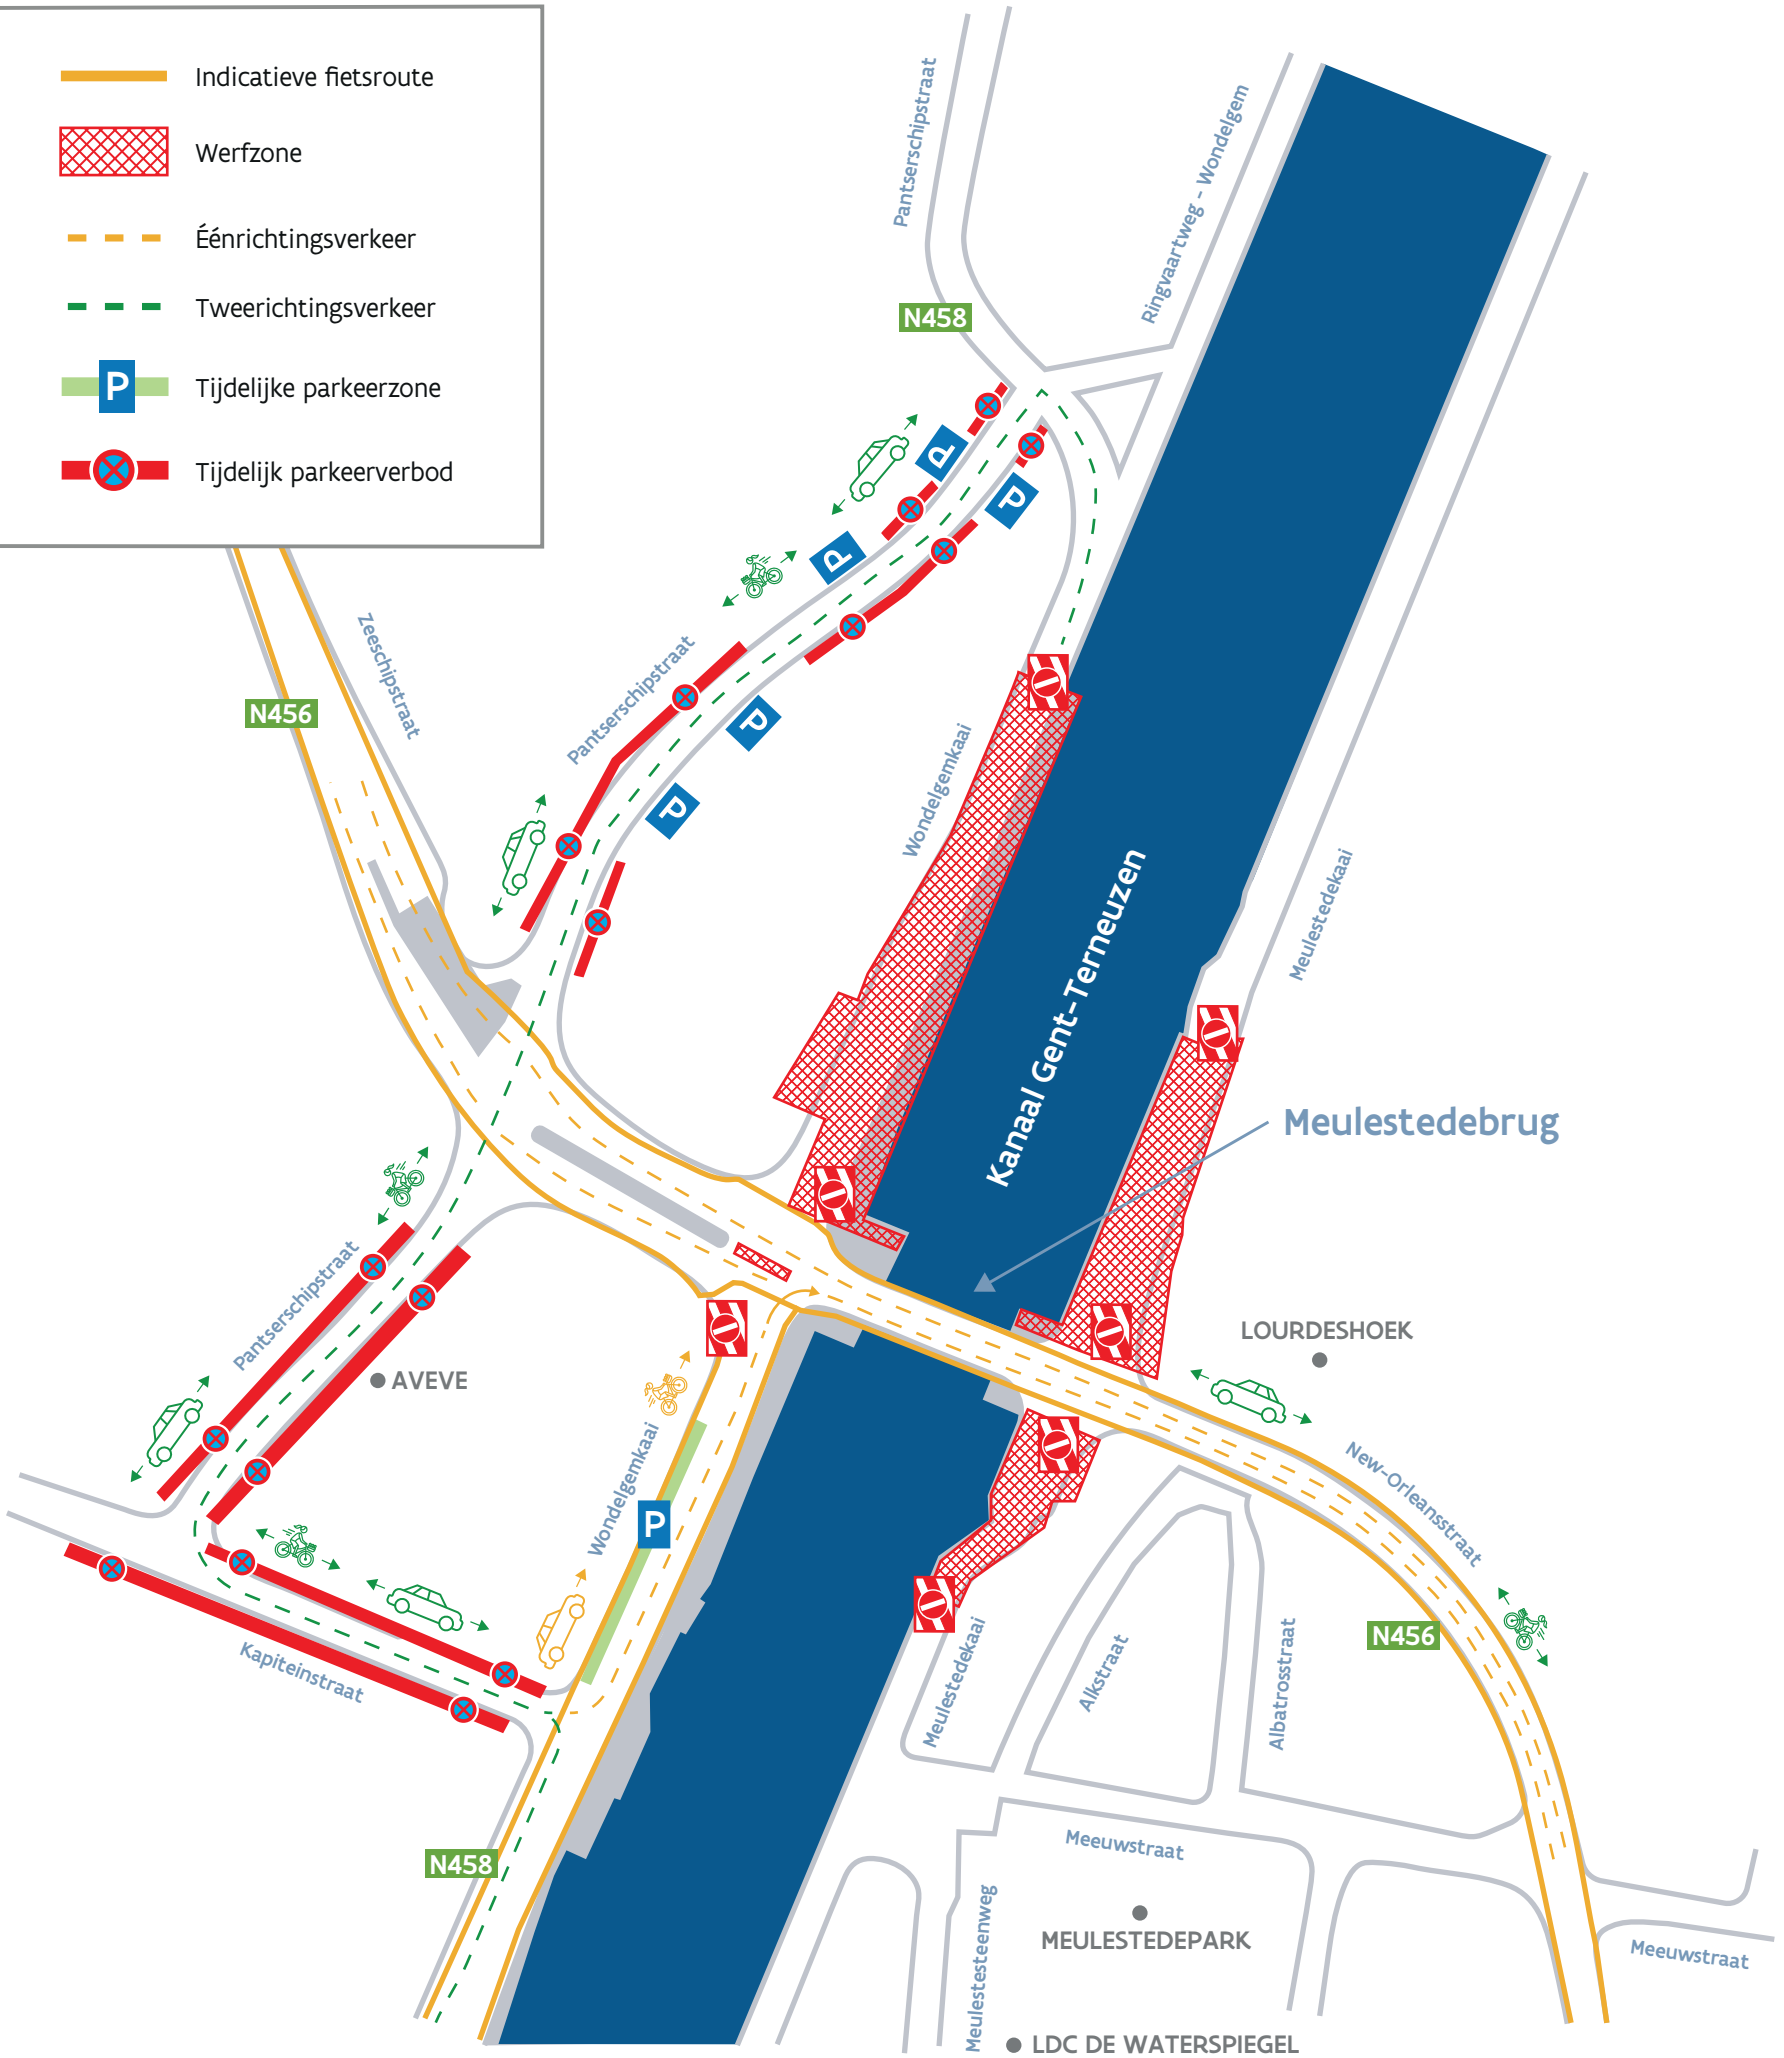 Indicatieve fietsroute
Werfzone
Éénrichtingsverkeer
Tweerichtingsverkeer
P
Tijdelijke parkeerzone
Tijdelijk parkeerverbod
Pantserschipstraat
Ringvaartweg - Wondelgem
N458
P
P
P
Zeeschipstraat
N456
Pantserschipstraat
P
P
Wondelgemkaai
Meulestedekaai
Kanaal Gent-Terneuzen
Meulestedebrug
Pantserschipstraat
AVEVE
LOURDESHOEK
New-Orleansstraat
Wondelgemkaai
P
N456
Kapiteinstraat
Meulestedekaai
Alkstraat
Albatrosstraat
N458
Meeuwstraat
Meulesteenweg
MEULESTEDEPARK
Meeuwstraat
LDC DE WATERSPIEGEL